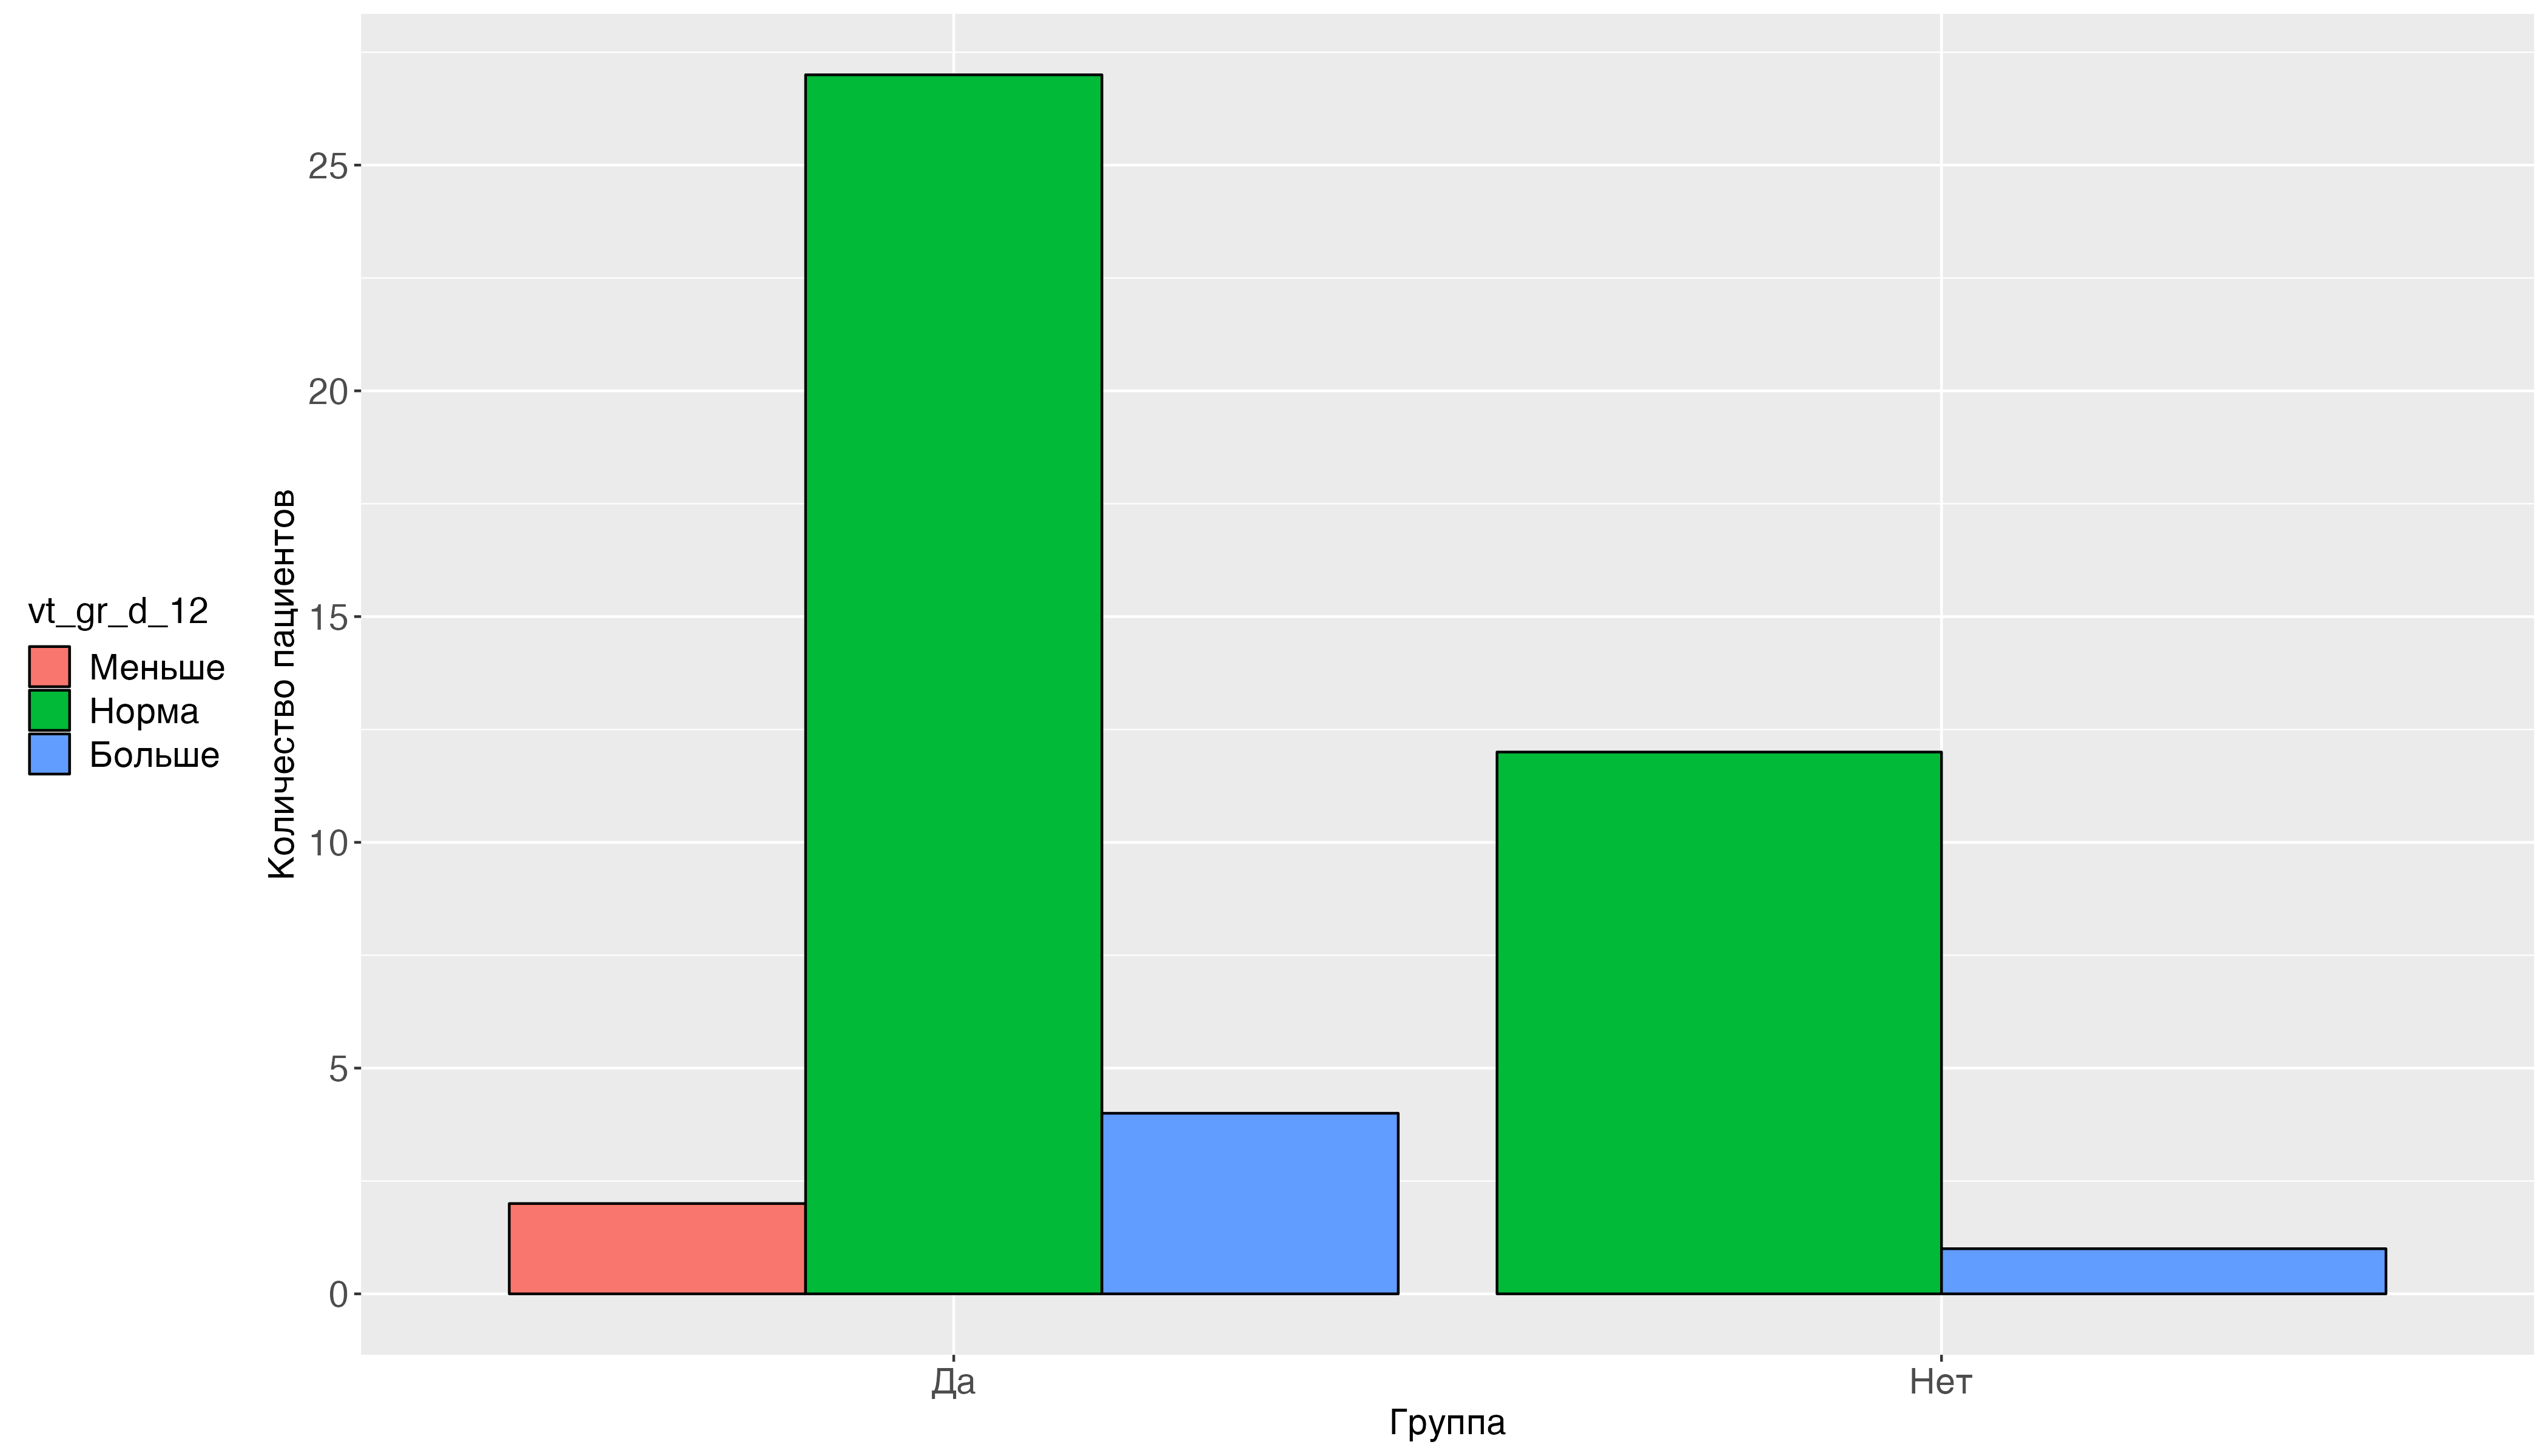 vt_gr_d_12
Меньше
Норма
Больше
Количество пациентов
25
20
15
10
5
0
Да
Нет
Группа